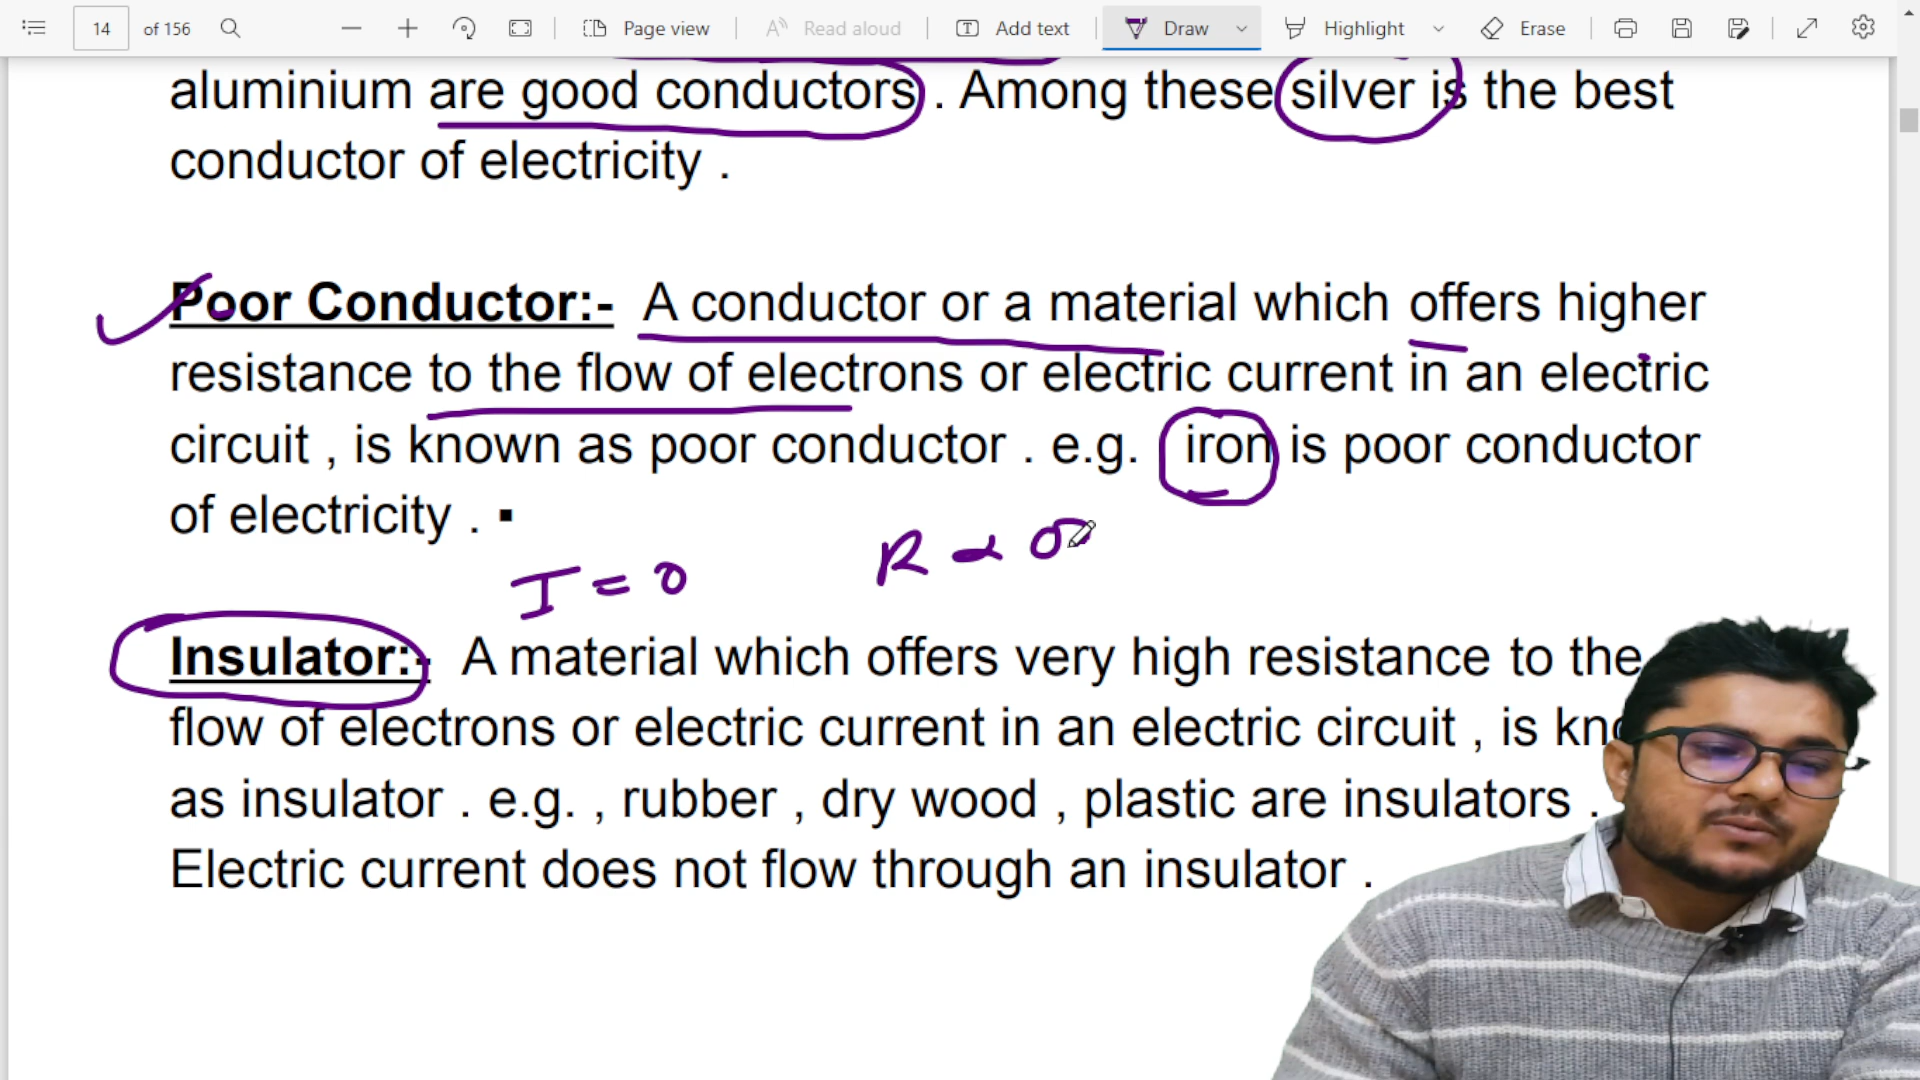 14 of 156 Page view Read aloud Add text Draw Highlight Erase
aluminium are good conductors . Among these silver is the best
conductor of electricity .
Poor Conductor:- A conductor or a material which offers higher
resistance to the flow of electrons or electric current in an electric
circuit , is known as poor conductor . e.g. iron is poor conductor
of electricity . ▪
I = 0 R α
Insulator:- A material which offers very high resistance to the
flow of electrons or electric current in an electric circuit , is
as insulator . e.g. , rubber , dry wood , plastic are insulators .
Electric current does not flow through an insulator .